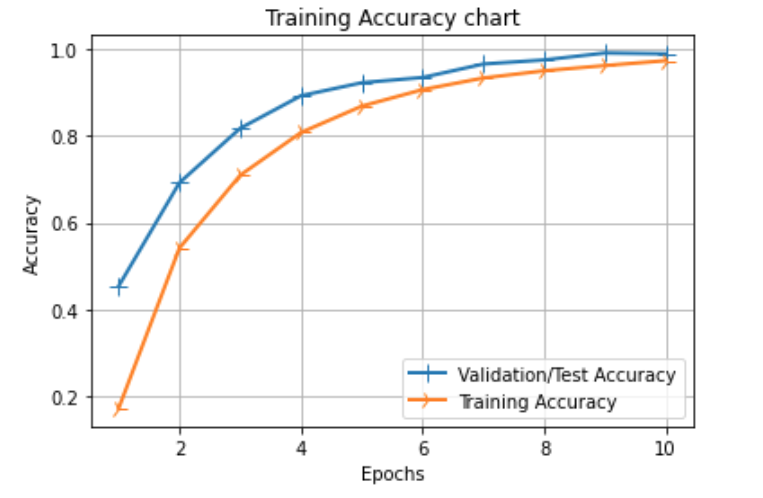 Training Accuracy chart
1.0
0.8
0.6
0.4
0.2
Accuracy
Validation/Test Accuracy
Training Accuracy
2 4 6 8 10
Epochs